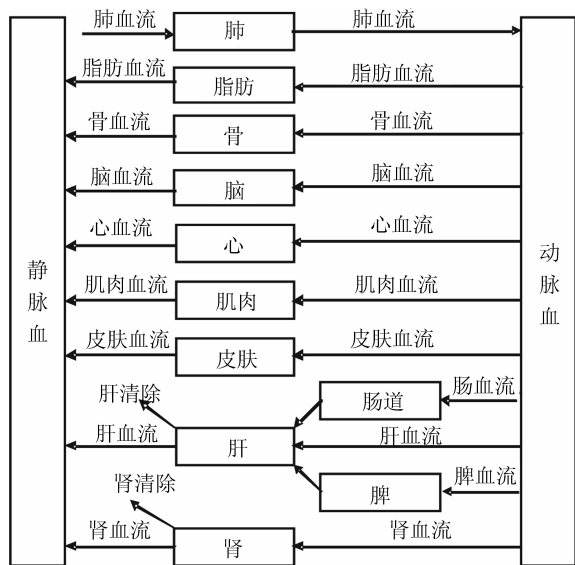 肺血流
肺
肺血流
脂肪血流
脂肪
脂肪血流
骨血流
骨
骨血流
脑血流
脑
脑血流
心血流
心
心血流
静脉血
动脉血
肌肉血流
肌肉
肌肉血流
皮肤血流
皮肤
皮肤血流
肝清除
肠道
肠血流
肝血流
肝
肝血流
肾清除
脾
脾血流
肾血流
肾
肾血流